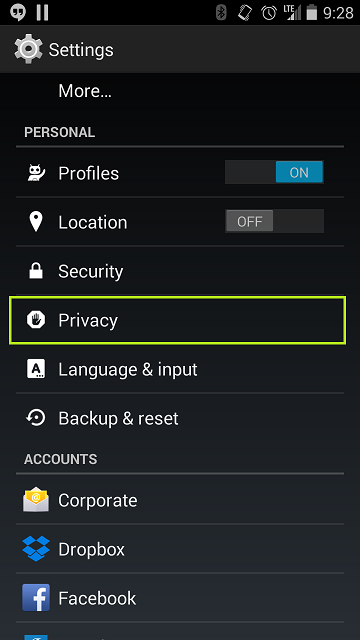 LTE 9:28
Settings
More...
PERSONAL
Profiles ON
Location OFF
Security
Privacy
Language & input
Backup & reset
ACCOUNTS
Corporate
Dropbox
Facebook